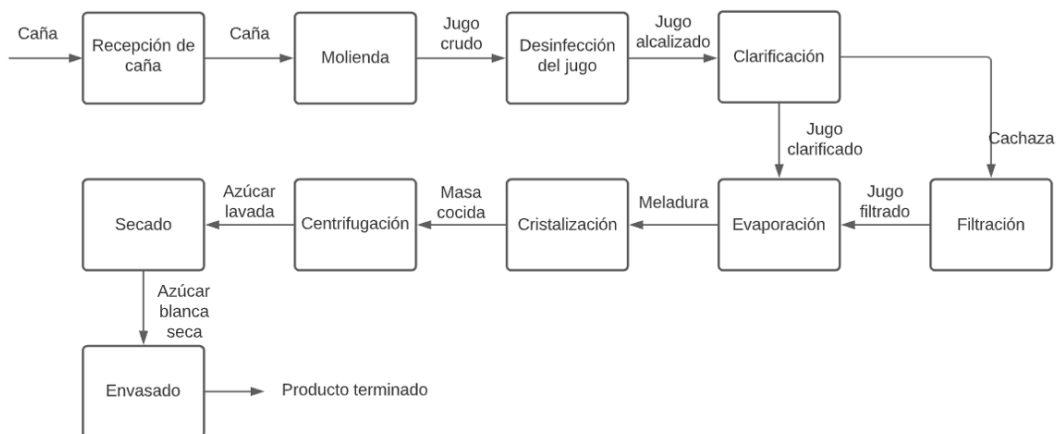 Caña
Recepción de
caña
Caña
Molienda
Jugo
crudo
Desinfección
del jugo
Jugo
alcalizado
Clarificación
Jugo
clarificado
Cachaza
Filtración
Jugo
filtrado
Evaporación
Meladura
Cristalización
Masa
cocida
Centrifugación
Azúcar
lavada
Secado
Azúcar
blanca
seca
Envasado
Producto terminado